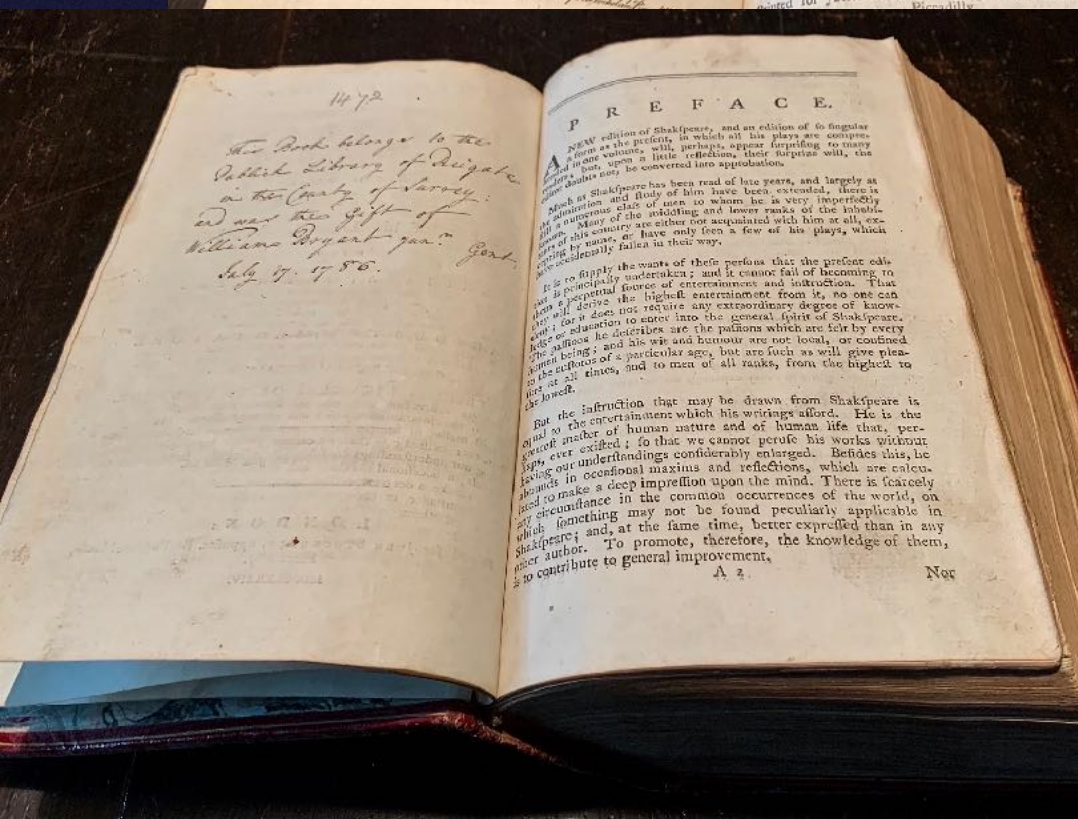 Printed for
Piccadilly
1472
This Book belongs to the
Publick Library of Reigate
in the County of Surrey:
and was the Gift of
William Bryant jun.ʳ Gent.
July 17. 1786.
LONDON:
PREFACE.
A NEW edition of Shakſpeare, and an edition of ſo ſingular
a form as the preſent, in which all his plays are compre-
hended in one volume, will, perhaps, appear ſurpriſing to many
readers; but, upon a little reflection, their ſurprize will, the
editor doubts not, be converted into approbation.
Much as Shakſpeare has been read of late years, and largely as
the admiration and ſtudy of him have been extended, there is
ſtill a numerous claſs of men to whom he is very imperfectly
known. Many of the middling and lower ranks of the inhabi-
tants of this country are either not acquainted with him at all, ex-
cepting by name, or have only ſeen a few of his plays, which
have accidentally fallen in their way.
It is to ſupply the wants of theſe perſons that the preſent edi-
tion is principally undertaken; and it cannot fail of becoming to
them a perpetual ſource of entertainment and inſtruction. That
they will derive the higheſt entertainment from it, no one can
deny; for it does not require any extraordinary degree of know-
ledge or education to enter into the general ſpirit of Shakſpeare.
The paſſions he deſcribes are the paſſions which are felt by every
human being; and his wit and humour are not local, or confined
to the cuſtoms of a particular age, but are ſuch as will give plea-
ſure at all times, and to men of all ranks, from the higheſt to
the loweſt.
But the inſtruction that may be drawn from Shakſpeare is
equal to the entertainment which his writings afford. He is the
greateſt maſter of human nature and of human life that, per-
haps, ever exiſted; ſo that we cannot peruſe his works without
having our underſtandings conſiderably enlarged. Beſides this, he
abounds in occaſional maxims and reflections, which are calcu-
lated to make a deep impreſſion upon the mind. There is ſcarcely
any circumſtance in the common occurrences of the world, on
which ſomething may not be found peculiarly applicable in
Shakſpeare; and, at the ſame time, better expreſſed than in any
other author. To promote, therefore, the knowledge of them,
is to contribute to general improvement.
A 2 Nor